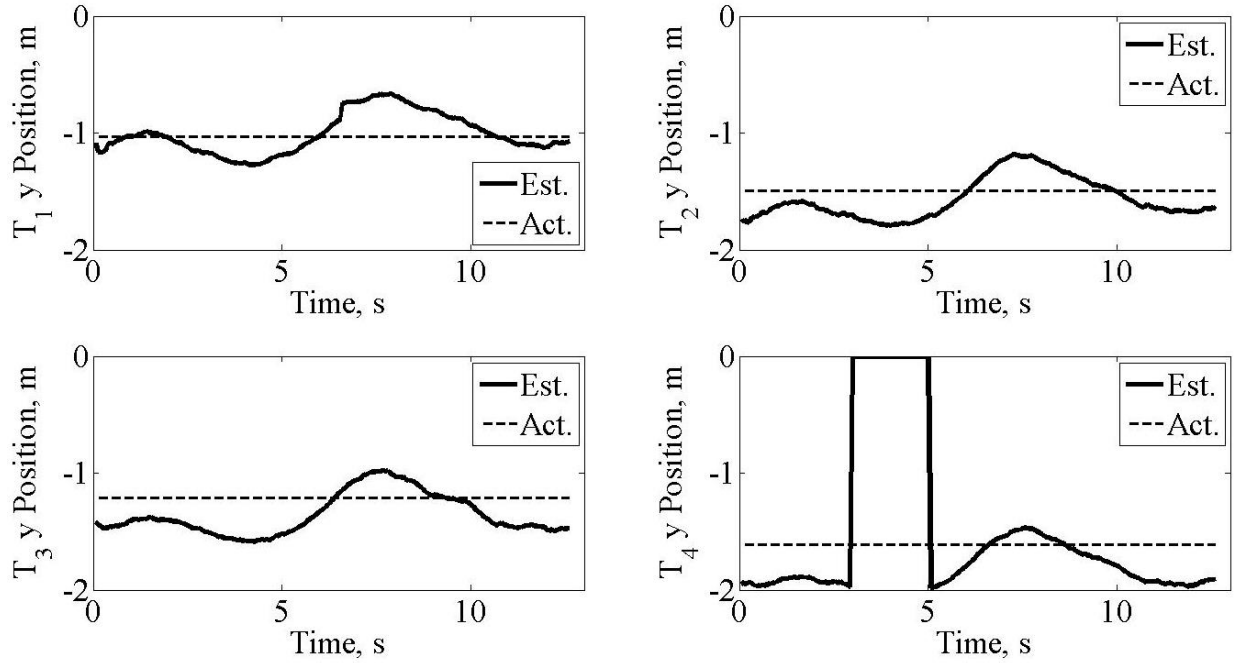 0
-1
-2
T1 y Position, m
Est.
Act.
0
5
10
Time, s
0
-1
-2
T2 y Position, m
Est.
Act.
0
5
10
Time, s
0
-1
-2
T3 y Position, m
Est.
Act.
0
5
10
Time, s
0
-1
-2
T4 y Position, m
Est.
Act.
0
5
10
Time, s